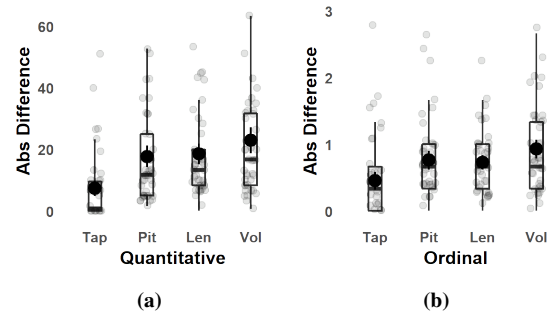 Abs Difference
60
40
20
0
Tap Pit Len Vol
Quantitative
(a)
Abs Difference
3
2
1
0
Tap Pit Len Vol
Ordinal
(b)